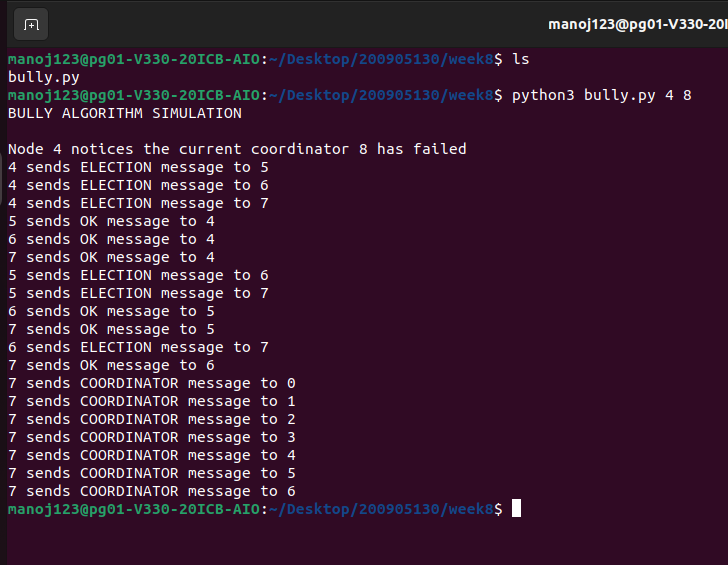 manoj123@pg01-V330-20I
manoj123@pg01-V330-20ICB-AIO:~/Desktop/200905130/week8$ ls
bully.py
manoj123@pg01-V330-20ICB-AIO:~/Desktop/200905130/week8$ python3 bully.py 4 8
BULLY ALGORITHM SIMULATION
Node 4 notices the current coordinator 8 has failed
4 sends ELECTION message to 5
4 sends ELECTION message to 6
4 sends ELECTION message to 7
5 sends OK message to 4
6 sends OK message to 4
7 sends OK message to 4
5 sends ELECTION message to 6
5 sends ELECTION message to 7
6 sends OK message to 5
7 sends OK message to 5
6 sends ELECTION message to 7
7 sends OK message to 6
7 sends COORDINATOR message to 0
7 sends COORDINATOR message to 1
7 sends COORDINATOR message to 2
7 sends COORDINATOR message to 3
7 sends COORDINATOR message to 4
7 sends COORDINATOR message to 5
7 sends COORDINATOR message to 6
manoj123@pg01-V330-20ICB-AIO:~/Desktop/200905130/week8$